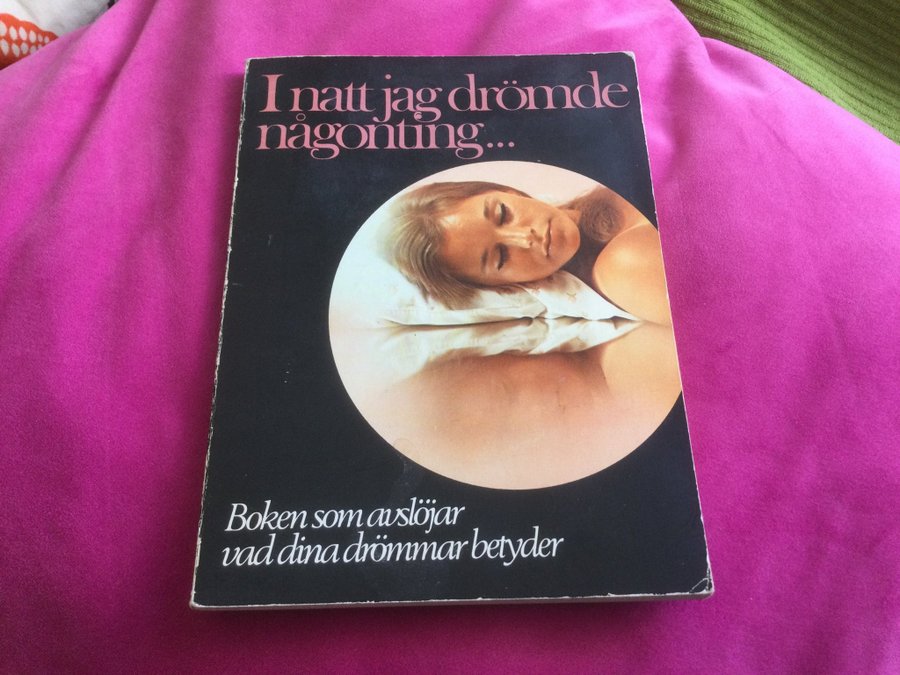 I natt jag drömde
någonting...
Boken som avslöjar
vad dina drömmar betyder